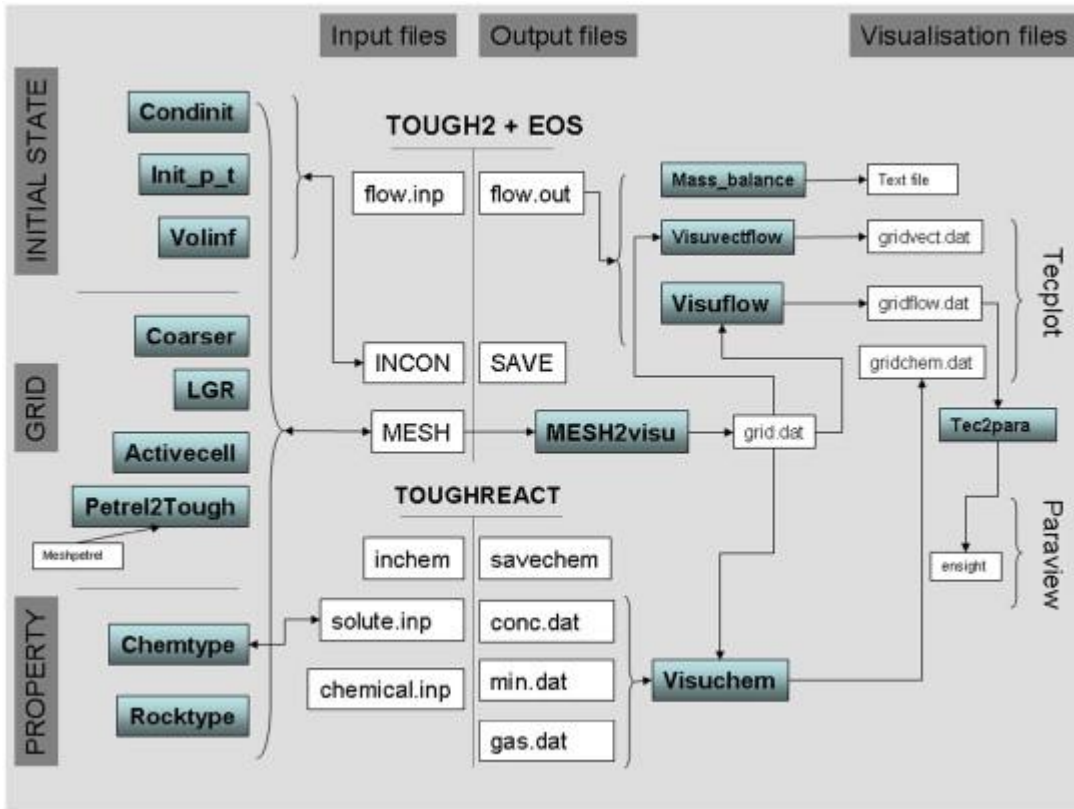 Input files
Output files
Visualisation files
INITIAL STATE
Condinit
Init_p_t
Volinf
TOUGH2 + EOS
flow.inp
flow.out
Mass_balance
Text file
Visuvectflow
gridvect.dat
Visuflow
gridflow.dat
gridchem.dat
Tecplot
GRID
Coarser
LGR
Activecell
Petrel2Tough
Meshpetrel
INCON
SAVE
MESH
MESH2visu
grid.dat
Tec2para
ensight
Paraview
TOUGHREACT
inchem
savechem
PROPERTY
Chemtype
Rocktype
solute.inp
conc.dat
chemical.inp
min.dat
gas.dat
Visuchem